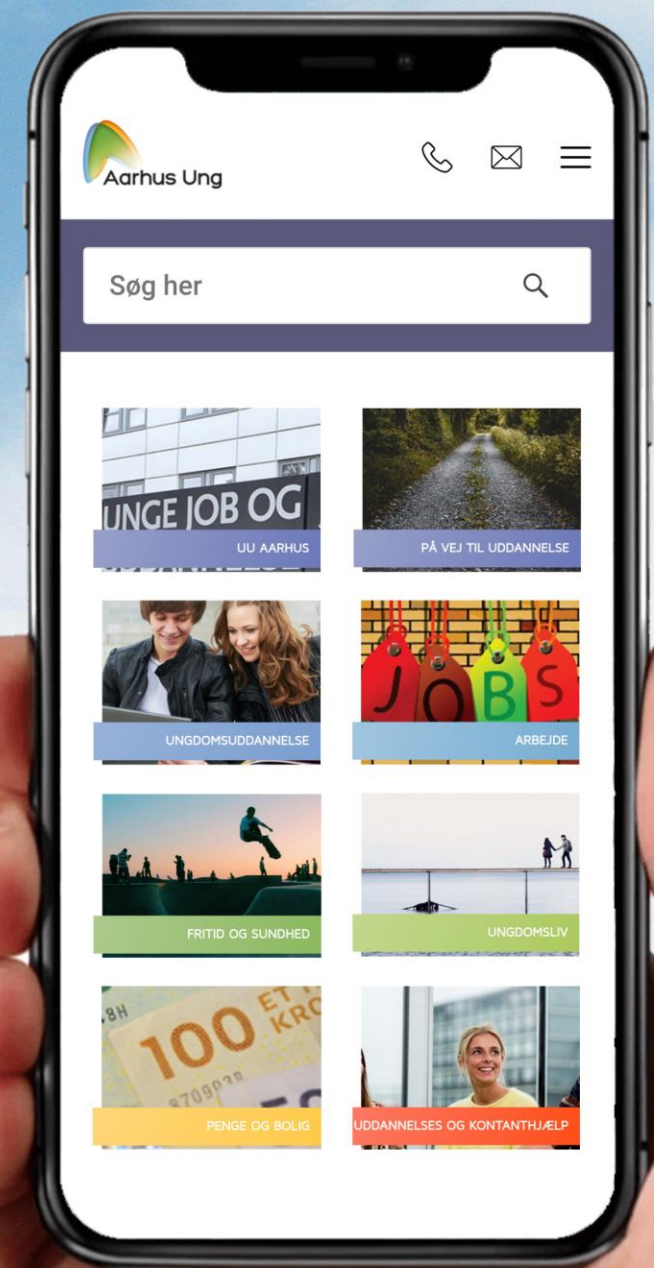 Aarhus Ung
Søg her
UNGE JOB OG
UU AARHUS
PÅ VEJ TIL UDDANNELSE
UNGDOMSUDDANNELSE
JOBS
ARBEJDE
FRITID OG SUNDHED
UNGDOMSLIV
100
PENGE OG BOLIG
UDDANNELSES OG KONTANTHJÆLP